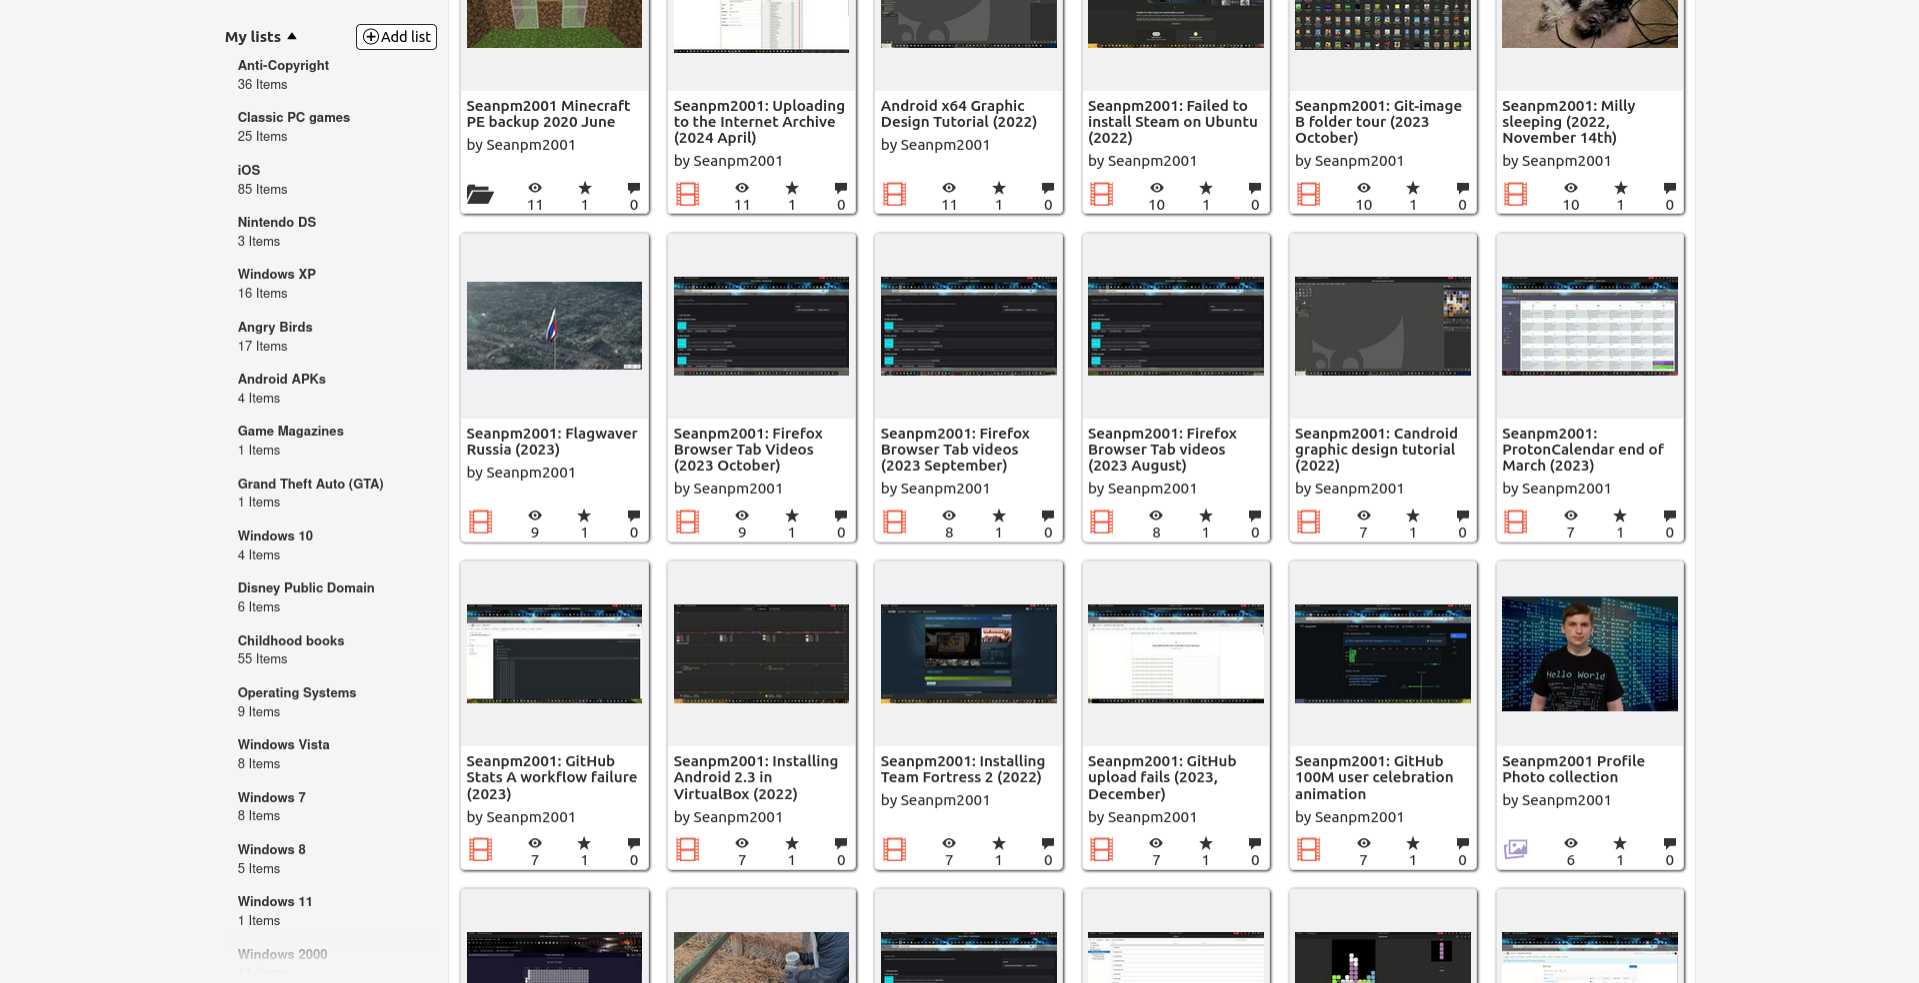 My lists
Add list
Anti-Copyright
36 Items
Classic PC games
25 Items
iOS
85 Items
Nintendo DS
3 Items
Windows XP
16 Items
Angry Birds
17 Items
Android APKs
4 Items
Game Magazines
1 Items
Grand Theft Auto (GTA)
1 Items
Windows 10
4 Items
Disney Public Domain
6 Items
Childhood books
55 Items
Operating Systems
9 Items
Windows Vista
8 Items
Windows 7
8 Items
Windows 8
5 Items
Windows 11
1 Items
Windows 2000
Seanpm2001 Minecraft
PE backup 2020 June
by Seanpm2001
11 1 0
Seanpm2001: Uploading
to the Internet Archive
(2024 April)
by Seanpm2001
11 1 0
Android x64 Graphic
Design Tutorial (2022)
by Seanpm2001
11 1 0
Seanpm2001: Failed to
install Steam on Ubuntu
(2022)
by Seanpm2001
10 1 0
Seanpm2001: Git-image
B folder tour (2023
October)
by Seanpm2001
10 1 0
Seanpm2001: Milly
sleeping (2022,
November 14th)
by Seanpm2001
10 1 0
Seanpm2001: Flagwaver
Russia (2023)
by Seanpm2001
9 1 0
Seanpm2001: Firefox
Browser Tab Videos
(2023 October)
by Seanpm2001
9 1 0
Seanpm2001: Firefox
Browser Tab videos
(2023 September)
by Seanpm2001
8 1 0
Seanpm2001: Firefox
Browser Tab videos
(2023 August)
by Seanpm2001
8 1 0
Seanpm2001: Candroid
graphic design tutorial
(2022)
by Seanpm2001
7 1 0
Seanpm2001:
ProtonCalendar end of
March (2023)
by Seanpm2001
7 1 0
Seanpm2001: GitHub
Stats A workflow failure
(2023)
by Seanpm2001
7 1 0
Seanpm2001: Installing
Android 2.3 in
VirtualBox (2022)
by Seanpm2001
7 1 0
Seanpm2001: Installing
Team Fortress 2 (2022)
by Seanpm2001
7 1 0
Seanpm2001: GitHub
upload fails (2023,
December)
by Seanpm2001
7 1 0
Seanpm2001: GitHub
100M user celebration
animation
by Seanpm2001
7 1 0
Hello World
Seanpm2001 Profile
Photo collection
by Seanpm2001
6 1 0